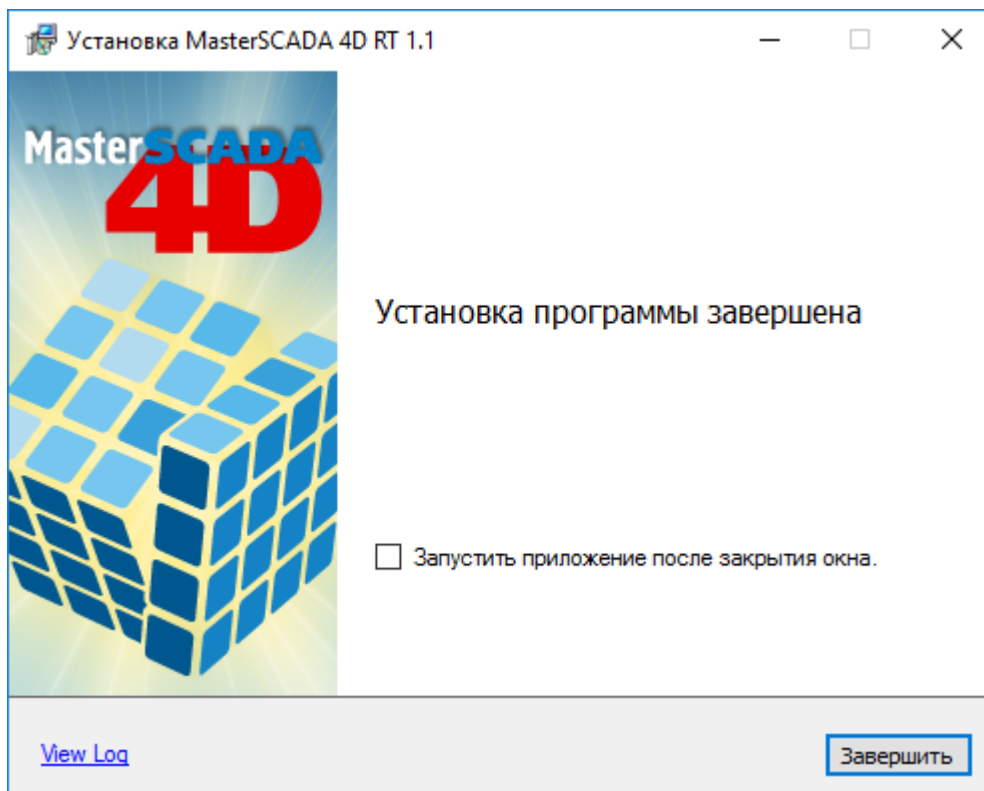 Установка MasterSCADA 4D RT 1.1
MasterSCADA
4D
Установка программы завершена
Запустить приложение после закрытия окна.
View Log
Завершить